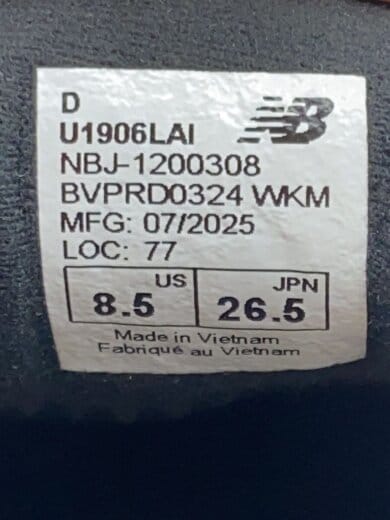 D
NB
U1906LAI
NBJ-1200308
BVPRD0324 WKM
MFG: 07/2025
LOC: 77
US
8.5
JPN
26.5
Made in Vietnam
Fabriqué au Vietnam